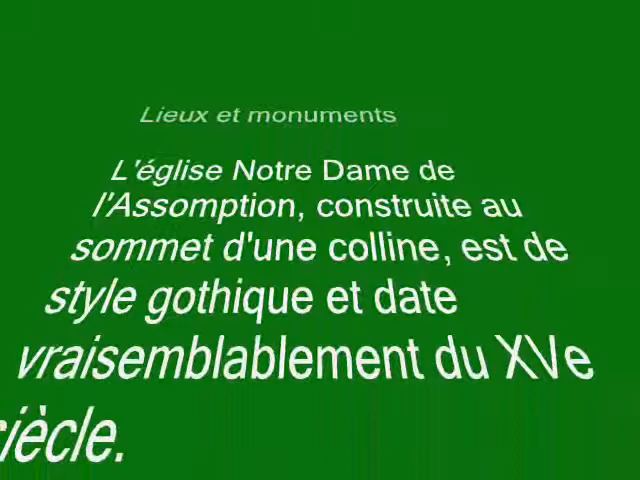 Lieux et monuments
L'église Notre Dame de
l'Assomption, construite au
sommet d'une colline, est de
style gothique et date
vraisemblablement du XVe
siècle.